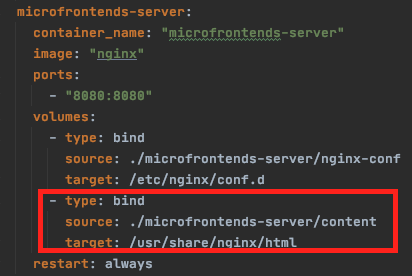 microfrontends-server:
container_name: "microfrontends-server"
image: "nginx"
ports:
- "8080:8080"
volumes:
- type: bind
source: ./microfrontends-server/nginx-conf
target: /etc/nginx/conf.d
- type: bind
source: ./microfrontends-server/content
target: /usr/share/nginx/html
restart: always